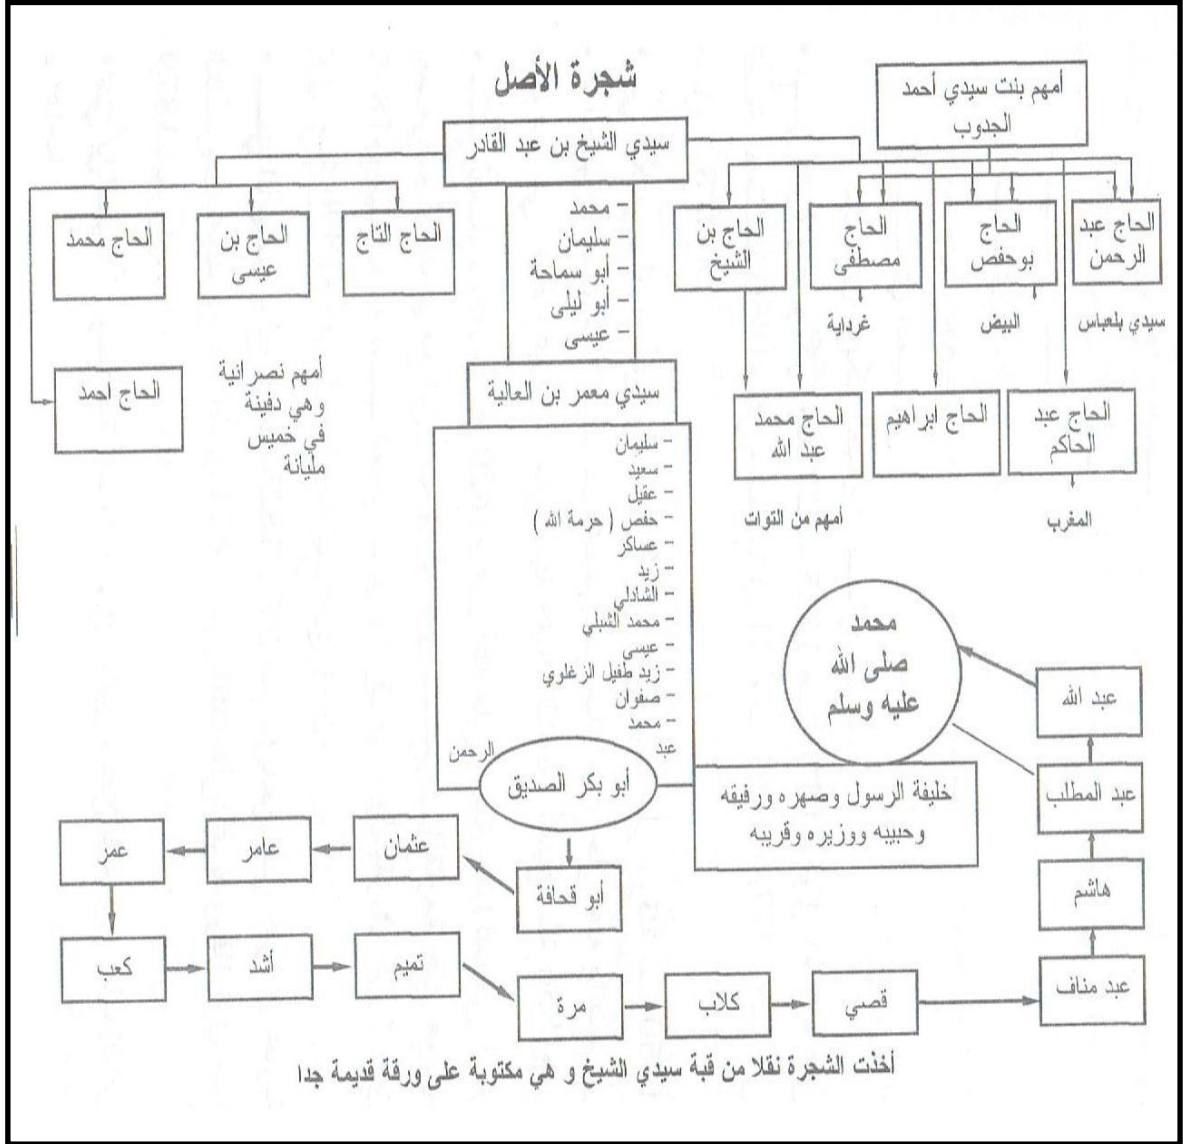 شجرة الأصل
أمهم بنت سيدي أحمد
الجدوب
سيدي الشيخ بن عبد القادر
الحاج عبد
الرحمن
الحاج
بوحفص
الحاج
مصطفى
الحاج بن
الشيخ
الحاج التاج
الحاج بن
عيسى
الحاج محمد
- محمد
- سليمان
- أبو سماحة
- أبو ليلى
- عيسى
سيدي بلعباس
البيض
غرداية
الحاج عبد
الحاكم
الحاج ابراهيم
الحاج محمد
عبد الله
المغرب
أمهم من التوات
أمهم نصرانية
وهي دفينة
في خميس
مليانة
الحاج احمد
سيدي معمر بن العالية
- سليمان
- سعيد
- عقيل
- حفص ( حرمة الله )
- عساكر
- زيد
- الشادلي
- محمد الشبلي
- عيسى
- زيد طفيل الزغلوي
- صفوان
- محمد
عبد الرحمن
أبو بكر الصديق
محمد
صلى الله
عليه وسلم
خليفة الرسول وصهره ورفيقه
وحبيبه ووزيره وقريبه
عبد الله
عبد المطلب
هاشم
عبد مناف
أبو قحافة
عثمان
عامر
عمر
كعب
أشد
تميم
مرة
كلاب
قصي
أخذت الشجرة نقلا من قبة سيدي الشيخ و هي مكتوبة على ورقة قديمة جدا